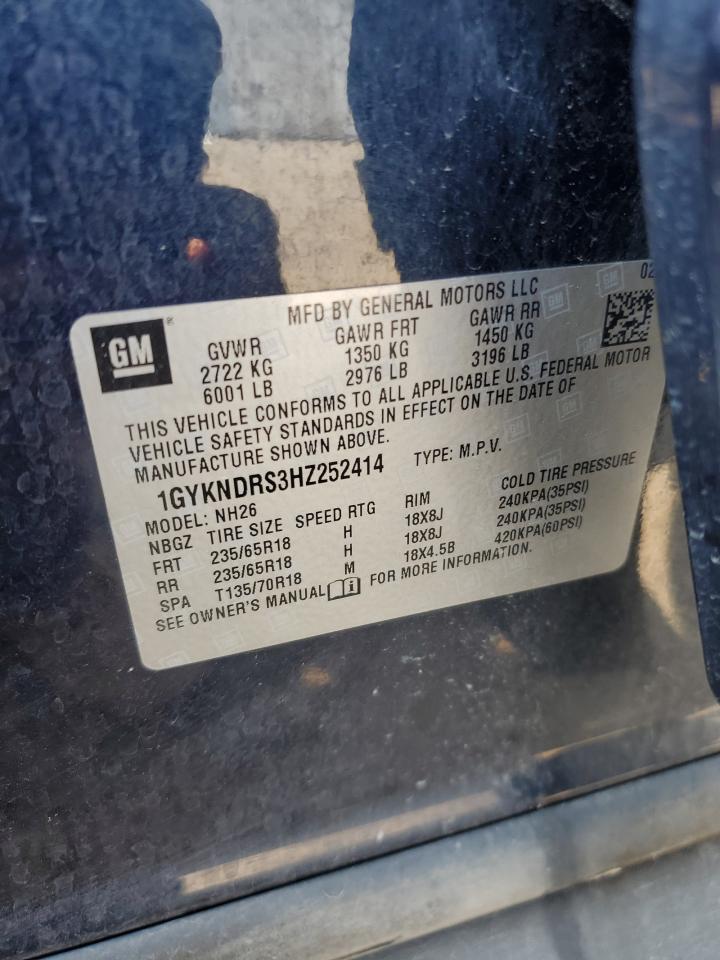 GM
®
MFD BY GENERAL MOTORS LLC
02
GVWR GAWR FRT GAWR RR
2722 KG 1350 KG 1450 KG
6001 LB 2976 LB 3196 LB
THIS VEHICLE CONFORMS TO ALL APPLICABLE U.S. FEDERAL MOTOR
VEHICLE SAFETY STANDARDS IN EFFECT ON THE DATE OF
MANUFACTURE SHOWN ABOVE.
1GYKNDRS3HZ252414 TYPE: M.P.V.
MODEL: NH26
NBGZ TIRE SIZE SPEED RTG RIM COLD TIRE PRESSURE
FRT 235/65R18 H 18X8J 240KPA(35PSI)
RR 235/65R18 H 18X8J 240KPA(35PSI)
SPA T135/70R18 M 18X4.5B 420KPA(60PSI)
SEE OWNER'S MANUAL FOR MORE INFORMATION.